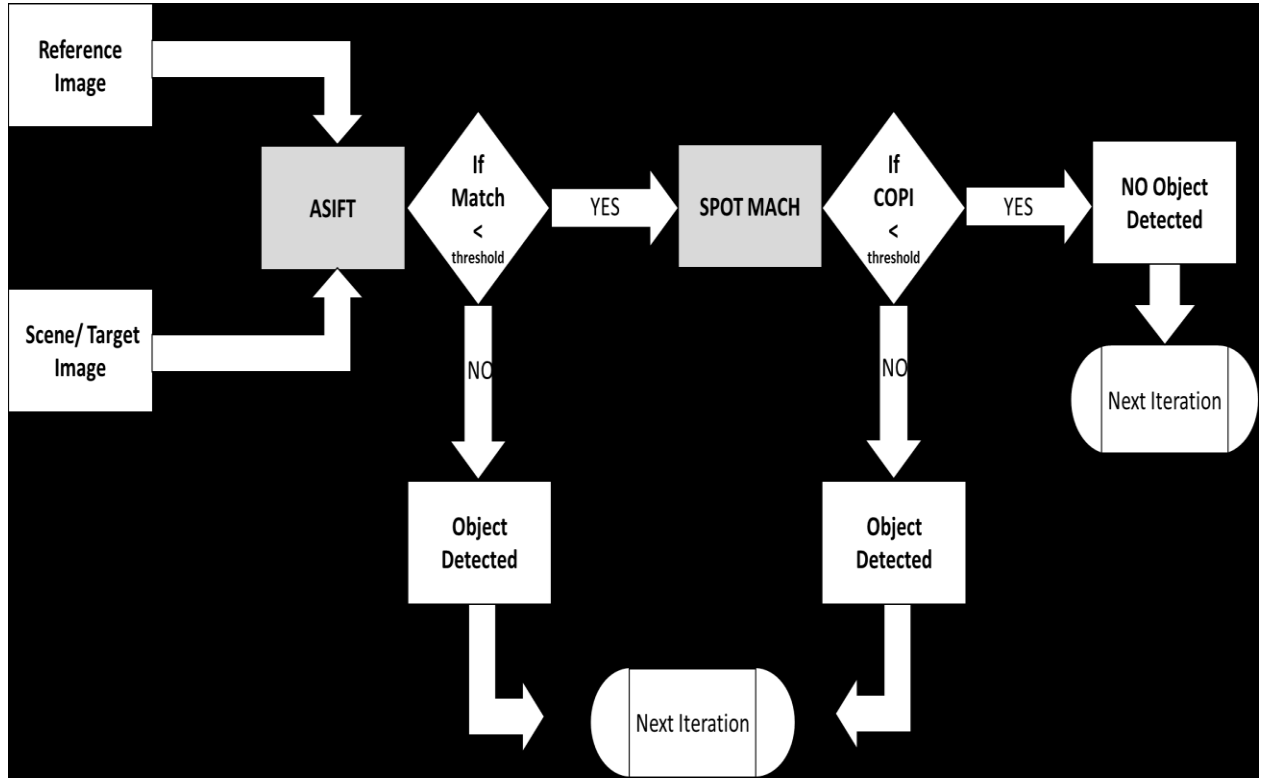 Reference
Image
ASIFT
If
Match
<
threshold
YES
SPOT MACH
If
COPI
<
threshold
YES
NO Object
Detected
Scene/ Target
Image
NO
NO
Next Iteration
Object
Detected
Object
Detected
Next Iteration